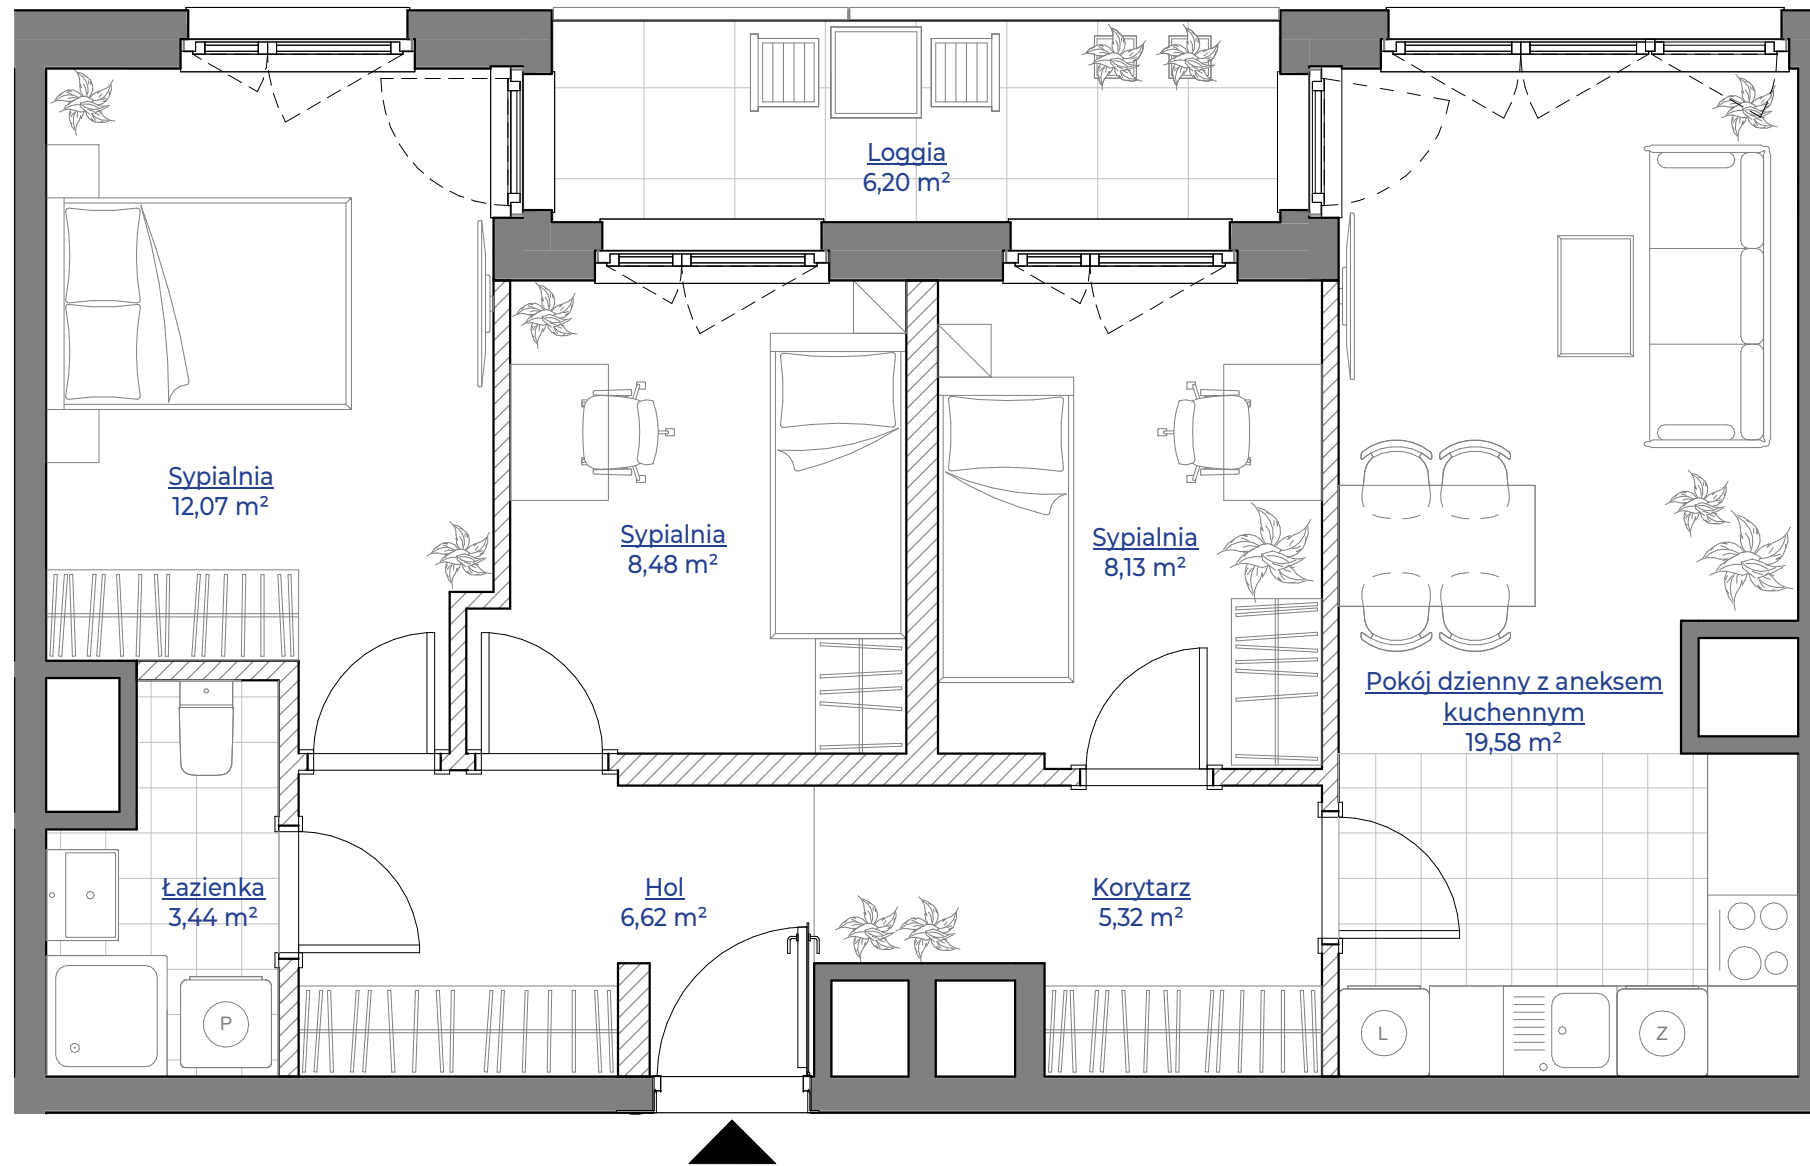 Loggia
6,20 m²
Sypialnia
12,07 m²
Sypialnia
8,48 m²
Sypialnia
8,13 m²
Pokój dzienny z aneksem
kuchennym
19,58 m²
Łazienka
3,44 m²
Hol
6,62 m²
Korytarz
5,32 m²
P
L
Z